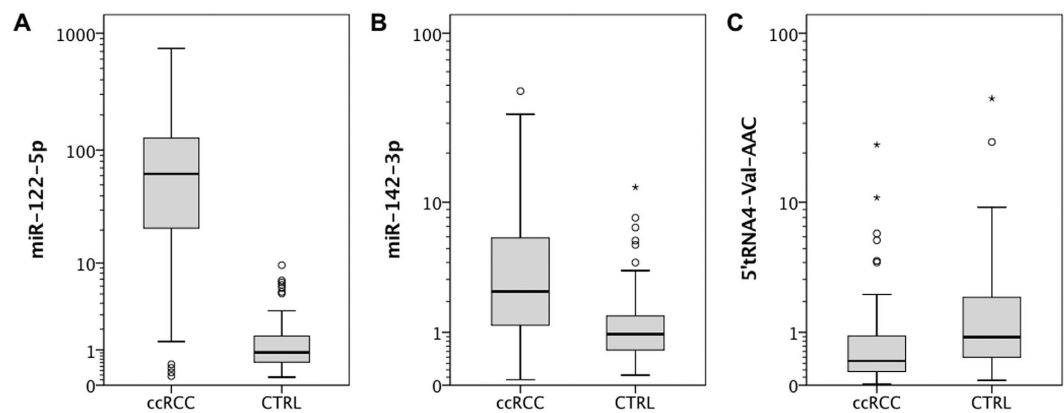 A
miR-122-5p
1000
100
10
1
0
ccRCC CTRL
B
miR-142-3p
100
10
1
0
ccRCC CTRL
C
5'tRNA4-Val-AAC
100
10
1
0
ccRCC CTRL